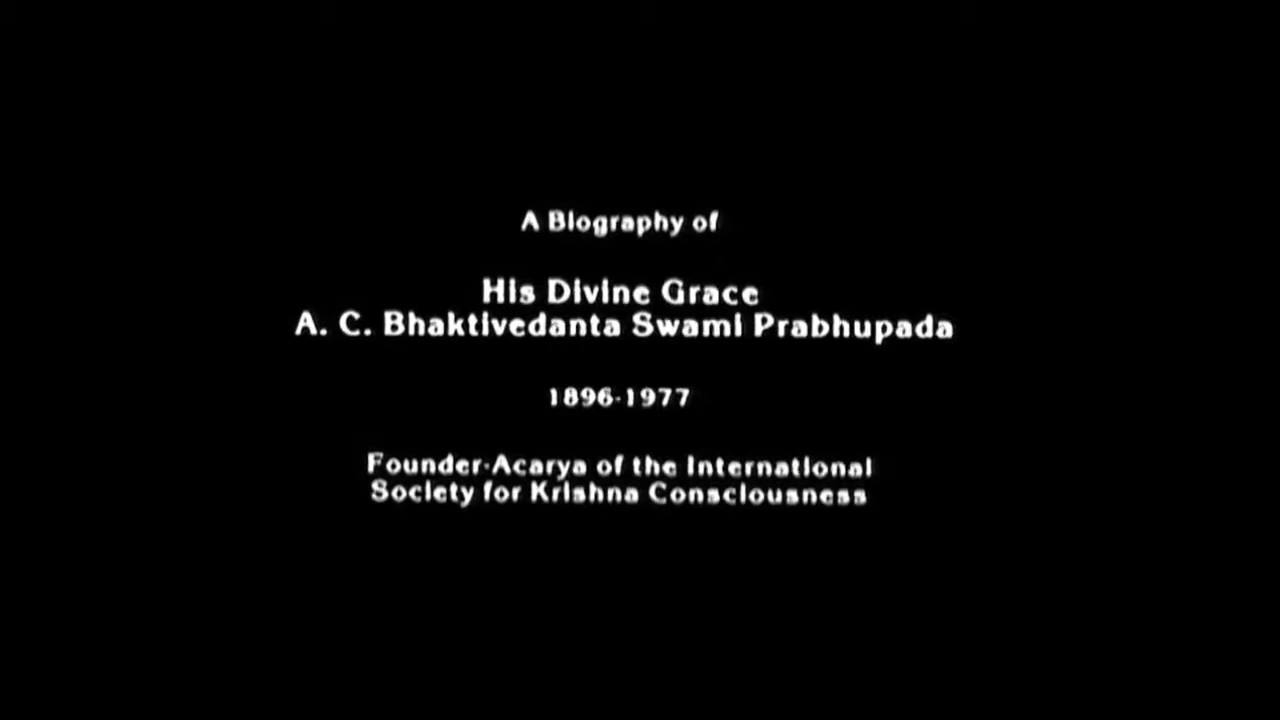 A Biography of
His Divine Grace
A. C. Bhaktivedanta Swami Prabhupada
1896-1977
Founder-Acarya of the International
Society for Krishna Consciousness